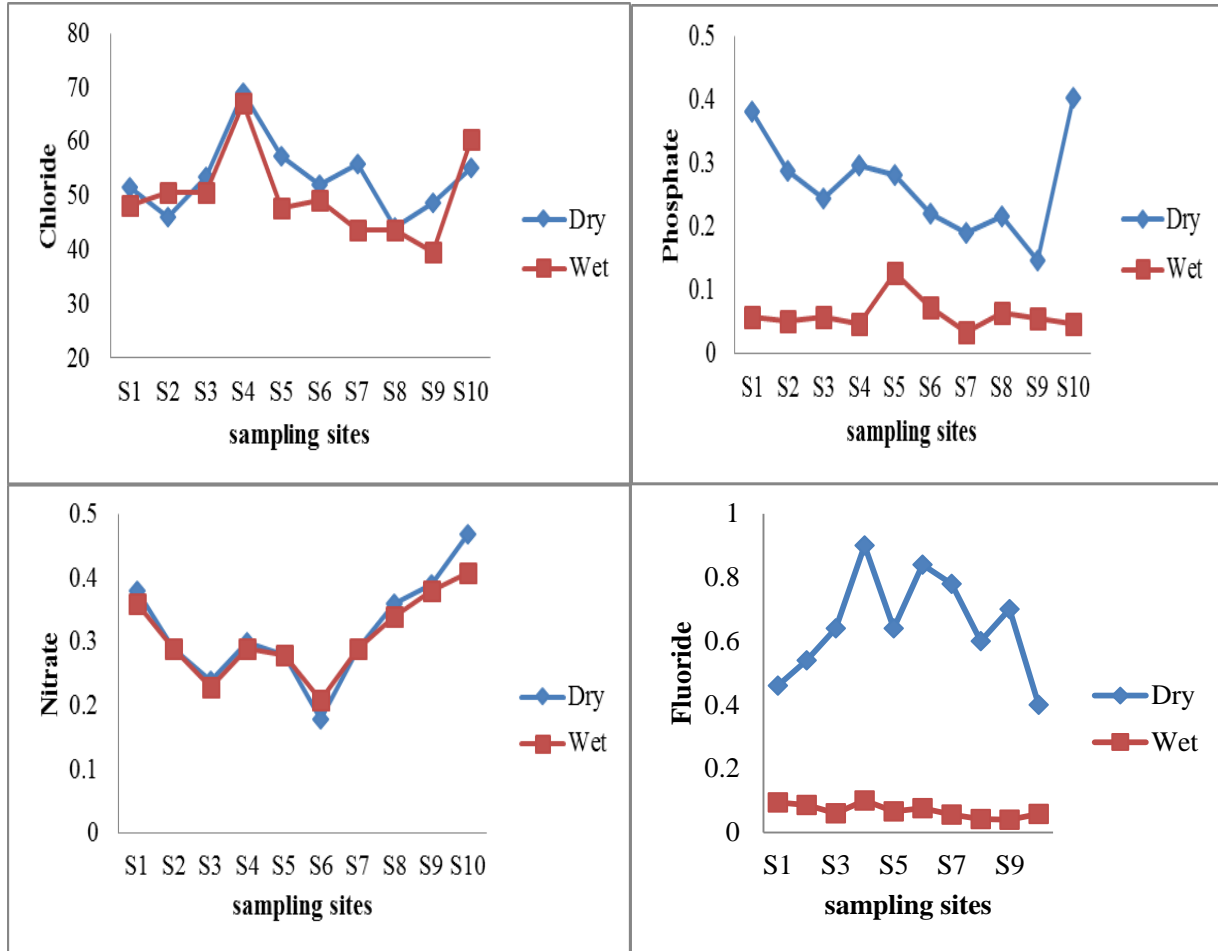 80
70
60
50
40
30
20
Chloride
S1 S2 S3 S4 S5 S6 S7 S8 S9 S10
sampling sites
Dry
Wet
0.5
0.4
0.3
0.2
0.1
0
Phosphate
S1 S2 S3 S4 S5 S6 S7 S8 S9 S10
sampling sites
Dry
Wet
0.5
0.4
0.3
0.2
0.1
0
Nitrate
S1 S2 S3 S4 S5 S6 S7 S8 S9 S10
sampling sites
Dry
Wet
1
0.8
0.6
0.4
0.2
0
Fluoride
S1 S3 S5 S7 S9
sampling sites
Dry
Wet